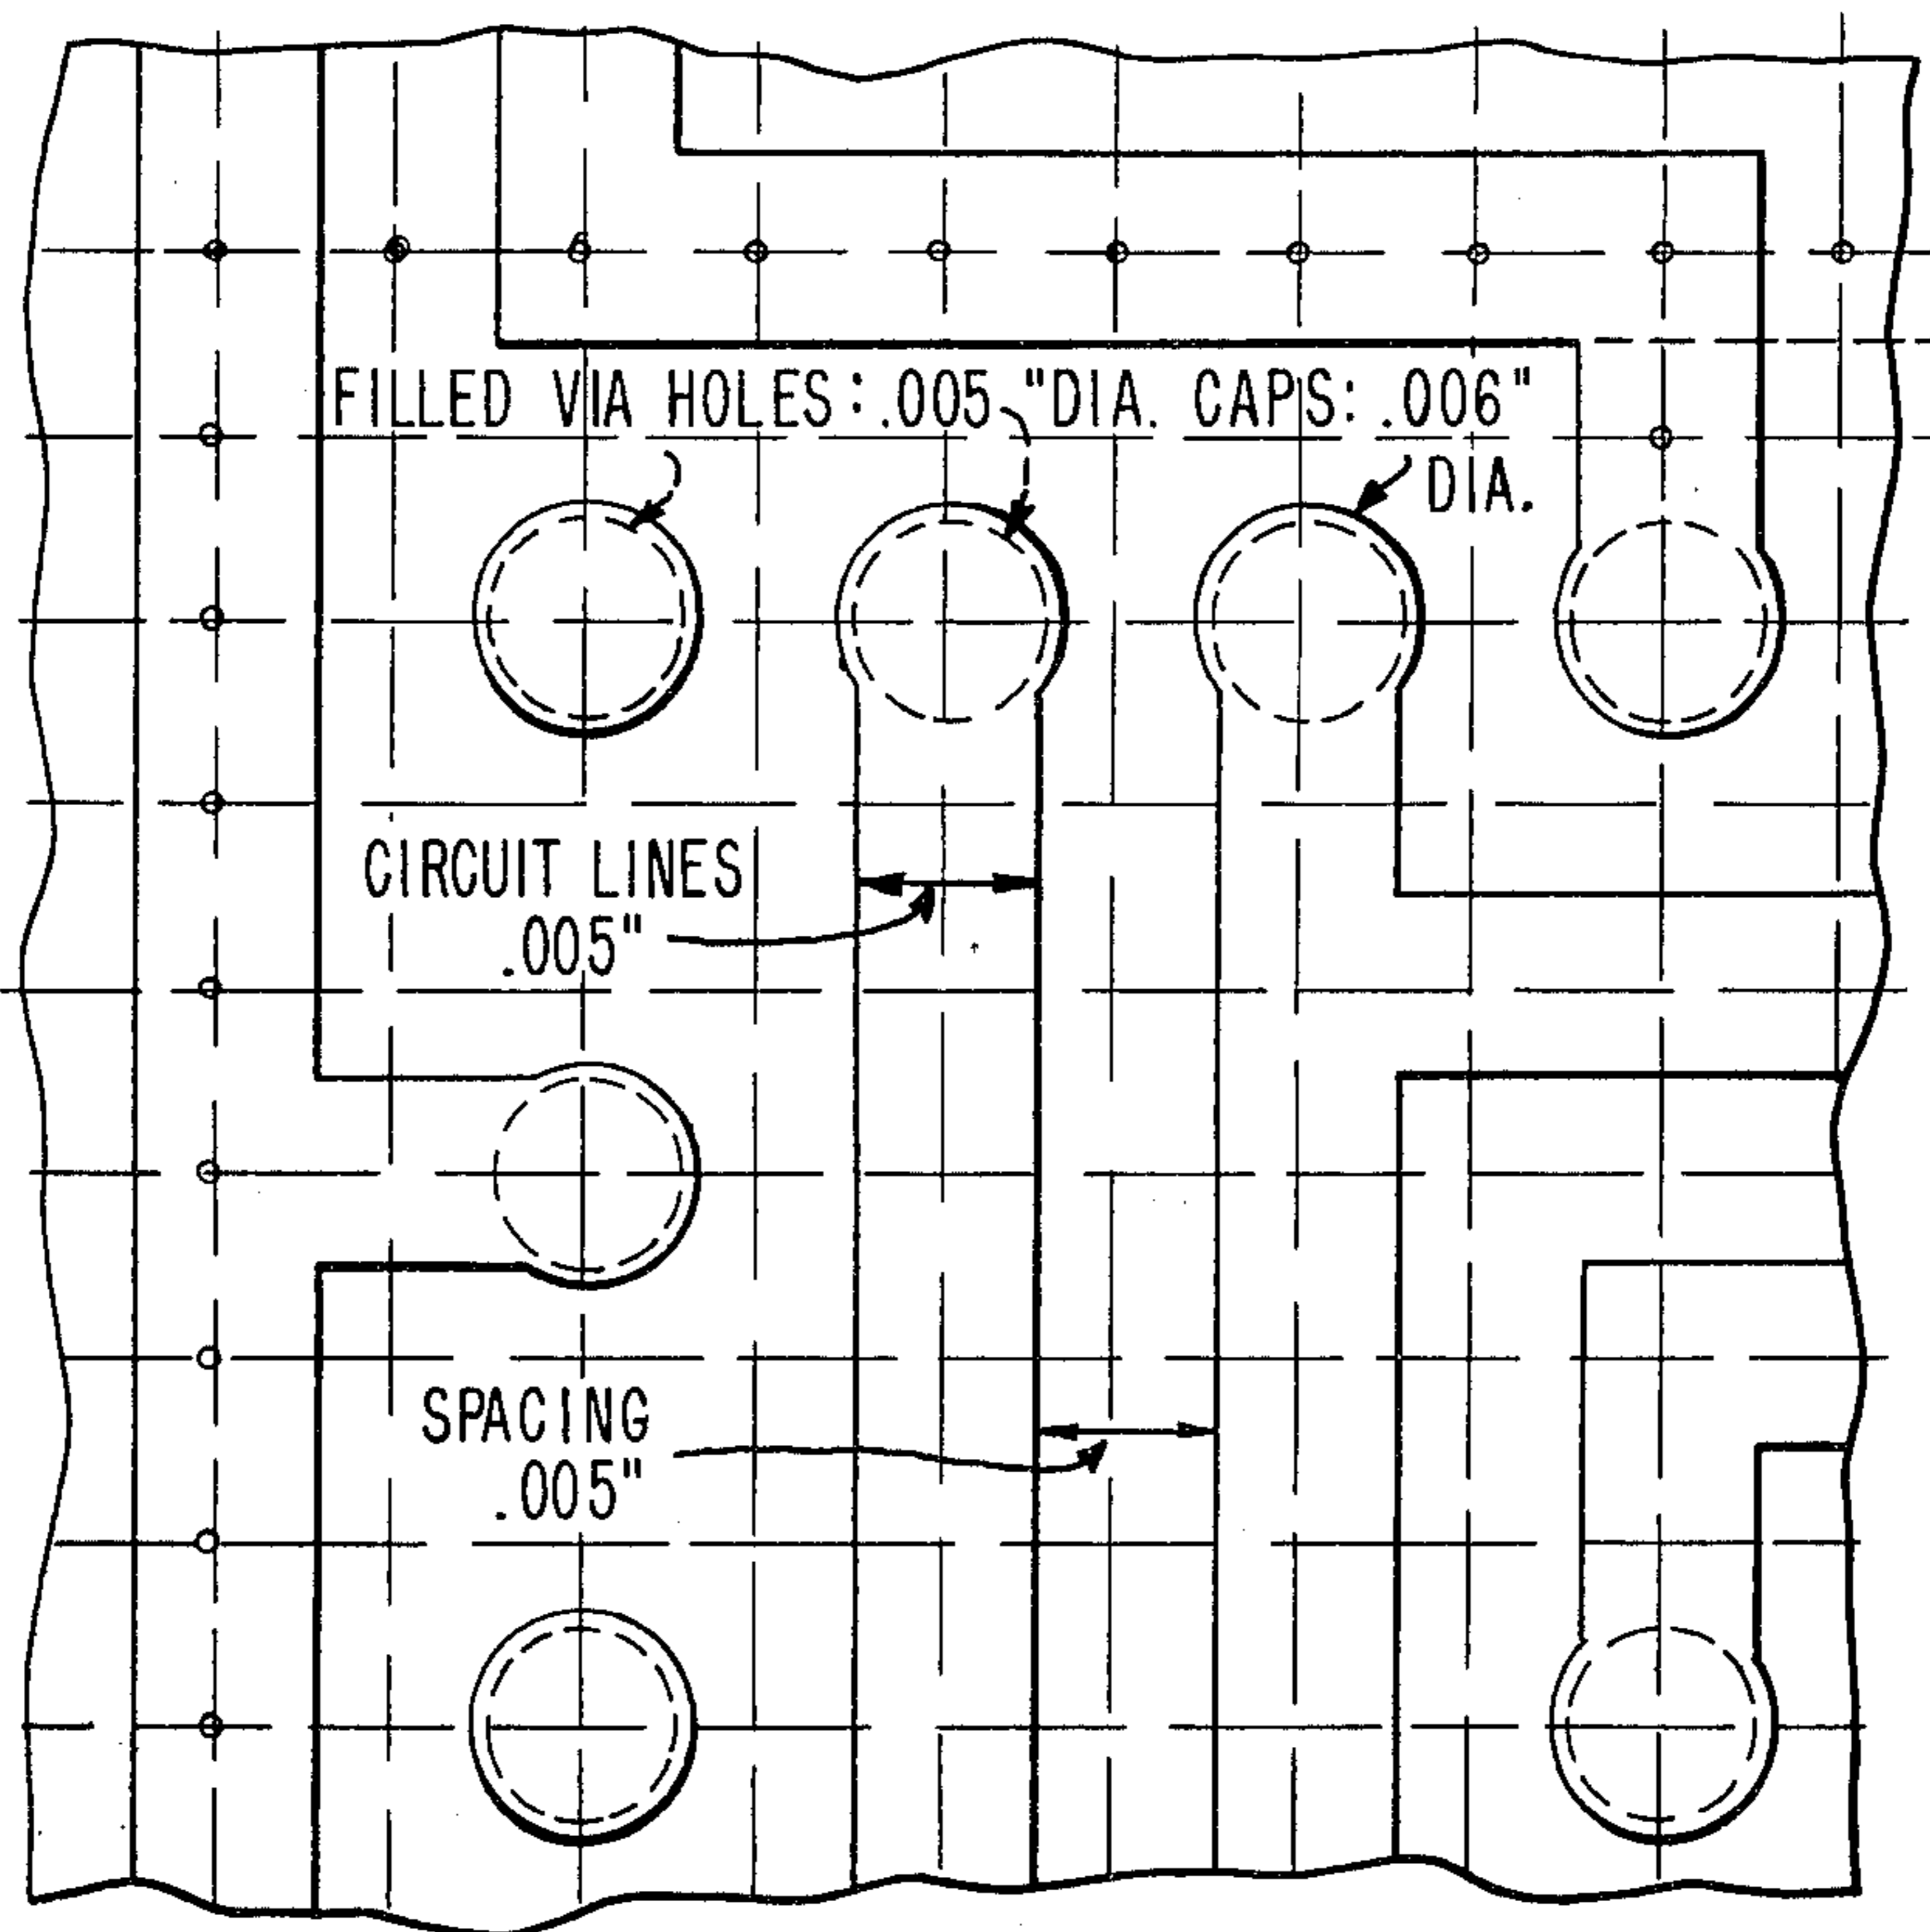 FILLED VIA HOLES: .005 "DIA. CAPS: .006"
DIA.
CIRCUIT LINES
.005"
SPACING
.005"